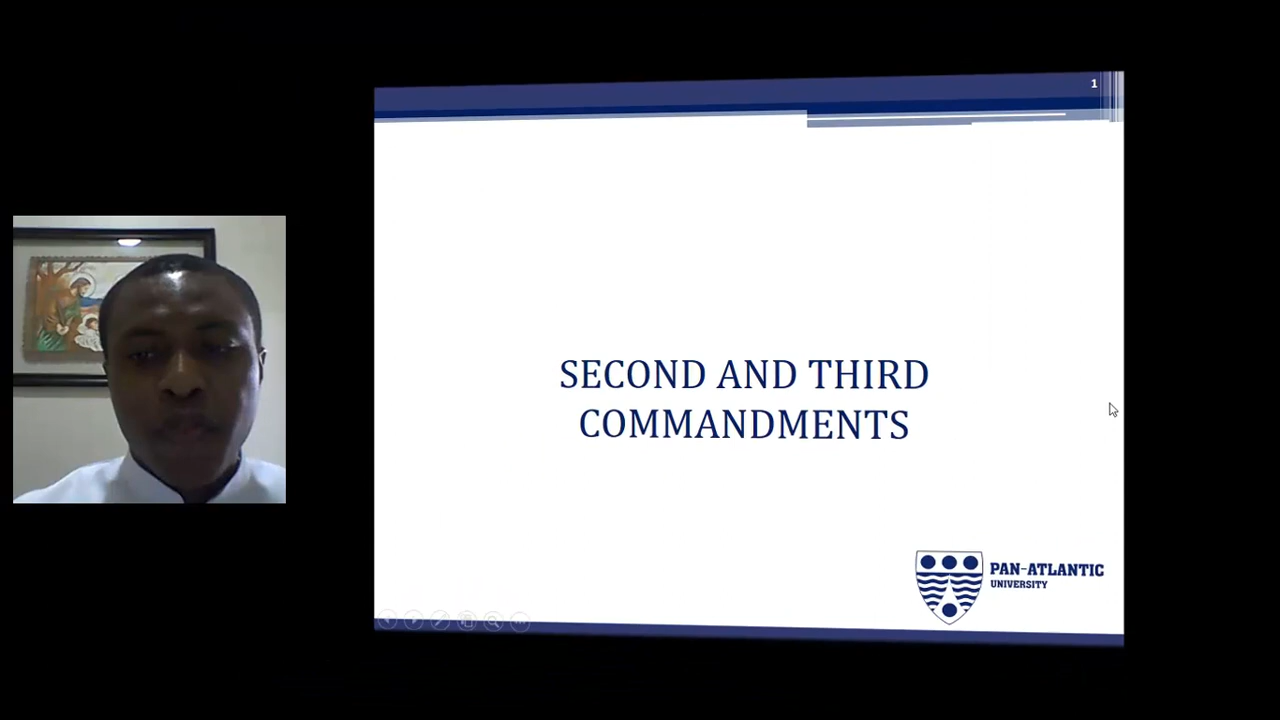 1
SECOND AND THIRD
COMMANDMENTS
PAN-ATLANTIC
UNIVERSITY